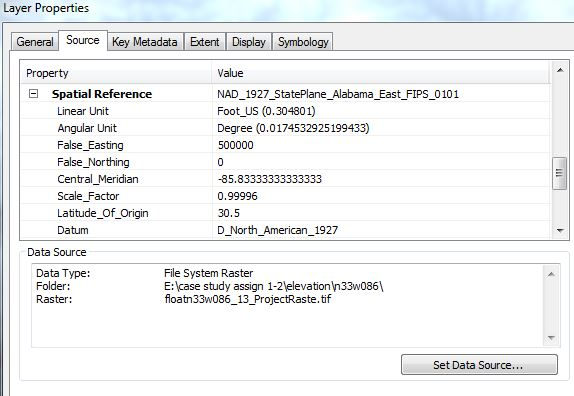 Layer Properties
General Source Key Metadata Extent Display Symbology
Property Value
Spatial Reference NAD_1927_StatePlane_Alabama_East_FIPS_0101
Linear Unit Foot_US (0.304801)
Angular Unit Degree (0.0174532925199433)
False_Easting 500000
False_Northing 0
Central_Meridian -85.83333333333333
Scale_Factor 0.99996
Latitude_Of_Origin 30.5
Datum D_North_American_1927
Data Source
Data Type: File System Raster
Folder: E:\case study assign 1-2\elevation\n33w086\
Raster: floatn33w086_13_ProjectRaste.tif
Set Data Source...